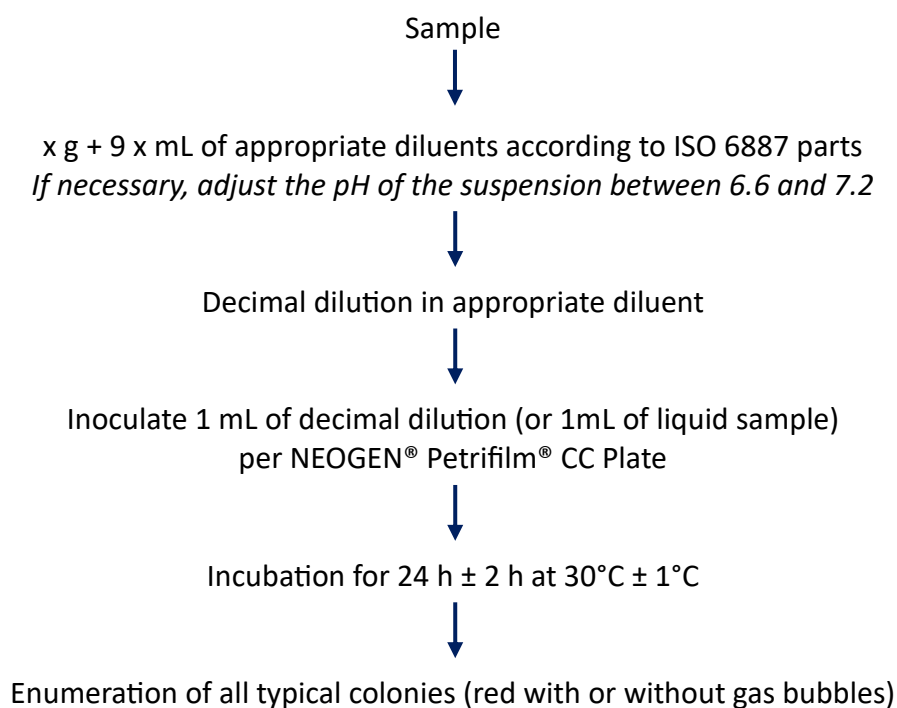 Sample
x g + 9 x mL of appropriate diluents according to ISO 6887 parts
If necessary, adjust the pH of the suspension between 6.6 and 7.2
Decimal dilution in appropriate diluent
Inoculate 1 mL of decimal dilution (or 1mL of liquid sample)
per NEOGEN® Petrifilm® CC Plate
Incubation for 24 h ± 2 h at 30°C ± 1°C
Enumeration of all typical colonies (red with or without gas bubbles)